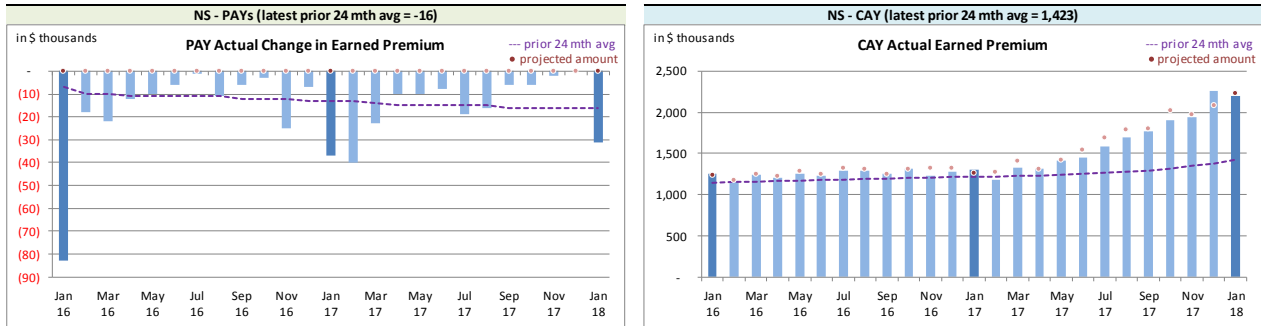 NS - PAYs (latest prior 24 mth avg = -16)
in $ thousands
PAY Actual Change in Earned Premium
--- prior 24 mth avg
• projected amount
-
(10)
(20)
(30)
(40)
(50)
(60)
(70)
(80)
(90)
Jan Mar May Jul Sep Nov Jan Mar May Jul Sep Nov Jan
16 16 16 16 16 16 17 17 17 17 17 17 18
NS - CAY (latest prior 24 mth avg = 1,423)
in $ thousands
CAY Actual Earned Premium
--- prior 24 mth avg
• projected amount
2,500
2,000
1,500
1,000
500
-
Jan Mar May Jul Sep Nov Jan Mar May Jul Sep Nov Jan
16 16 16 16 16 16 17 17 17 17 17 17 18